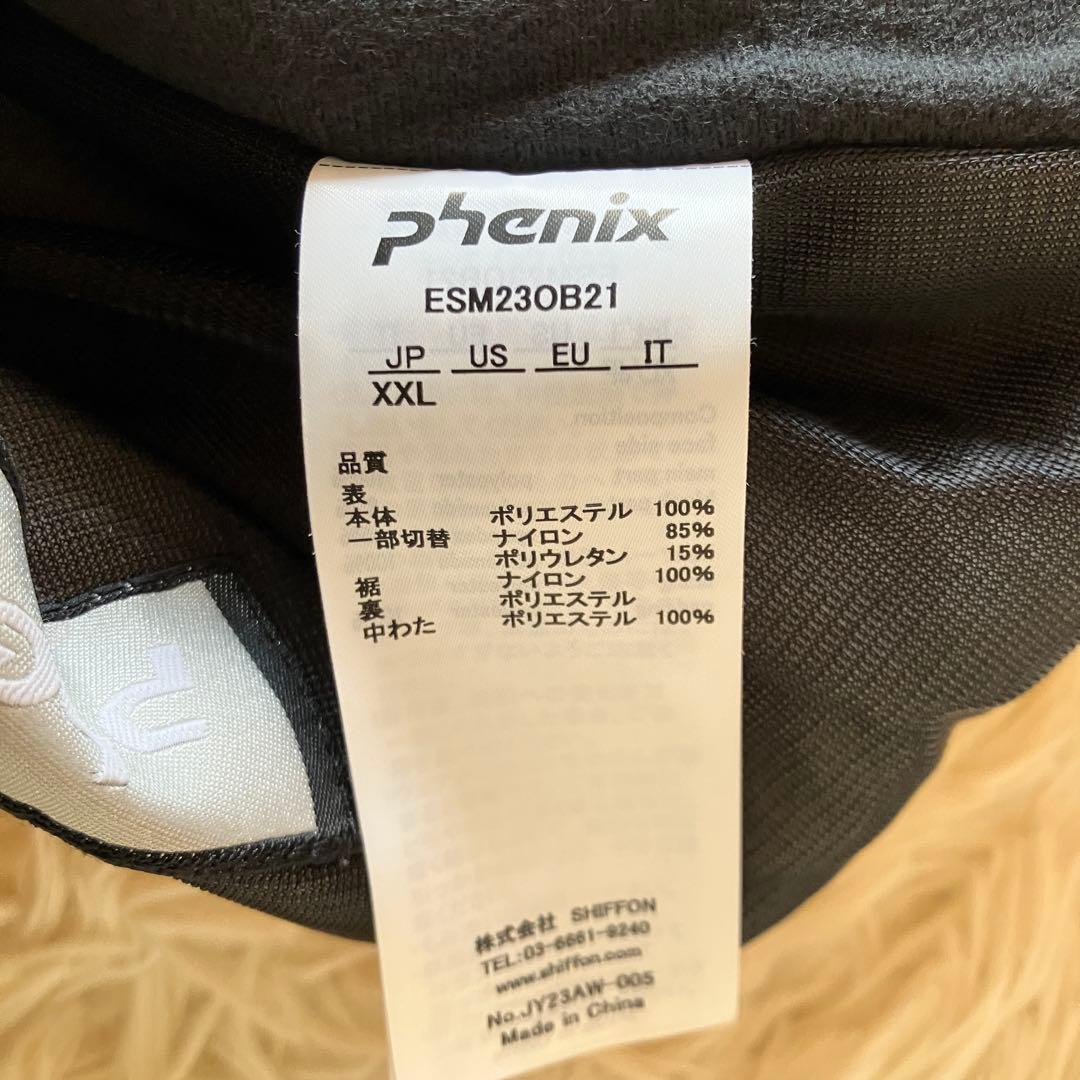 phenix
ESM230B21
JP US EU IT
XXL
品質
表
本体 ポリエステル 100%
一部切替 ナイロン 85%
ポリウレタン 15%
裾 ナイロン 100%
裏 ポリエステル
中わた ポリエステル 100%
株式会社 SHIFFON
TEL:03-6661-9240
www.shiffon.com
No.JY23AW-005
Made in China